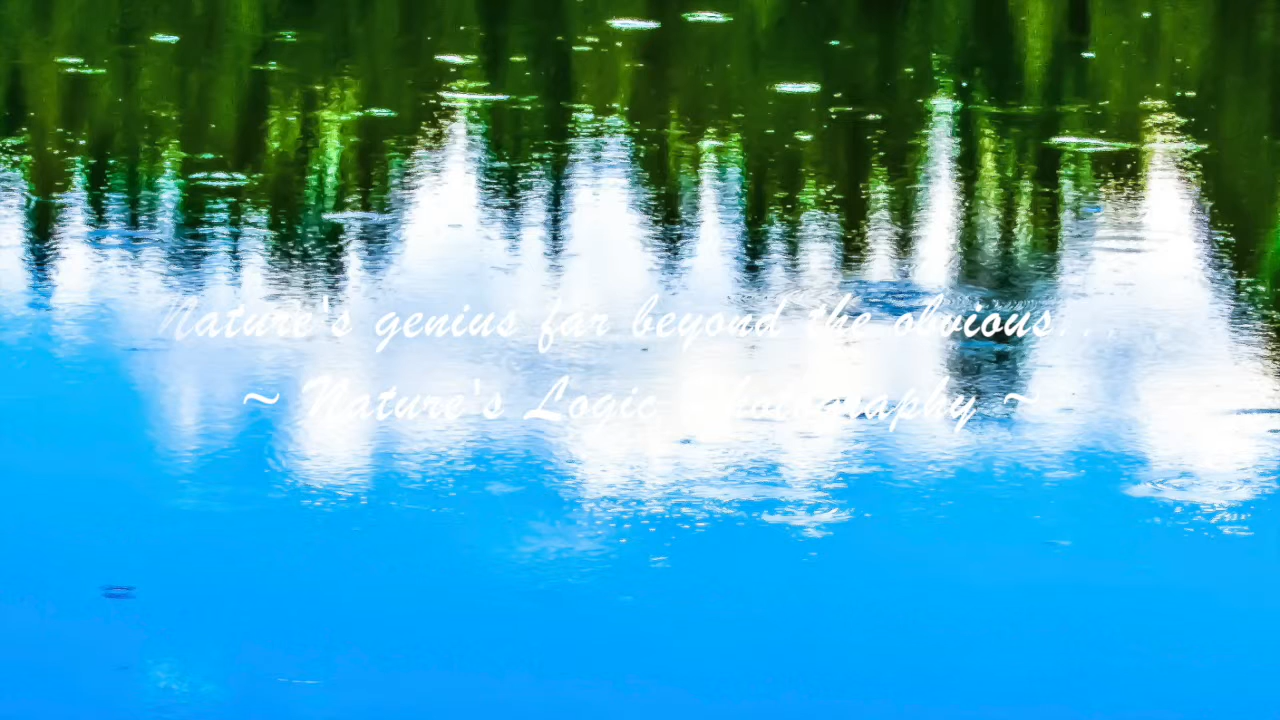 Nature's genius far beyond the obvious...
~ Nature's Logic Photography ~